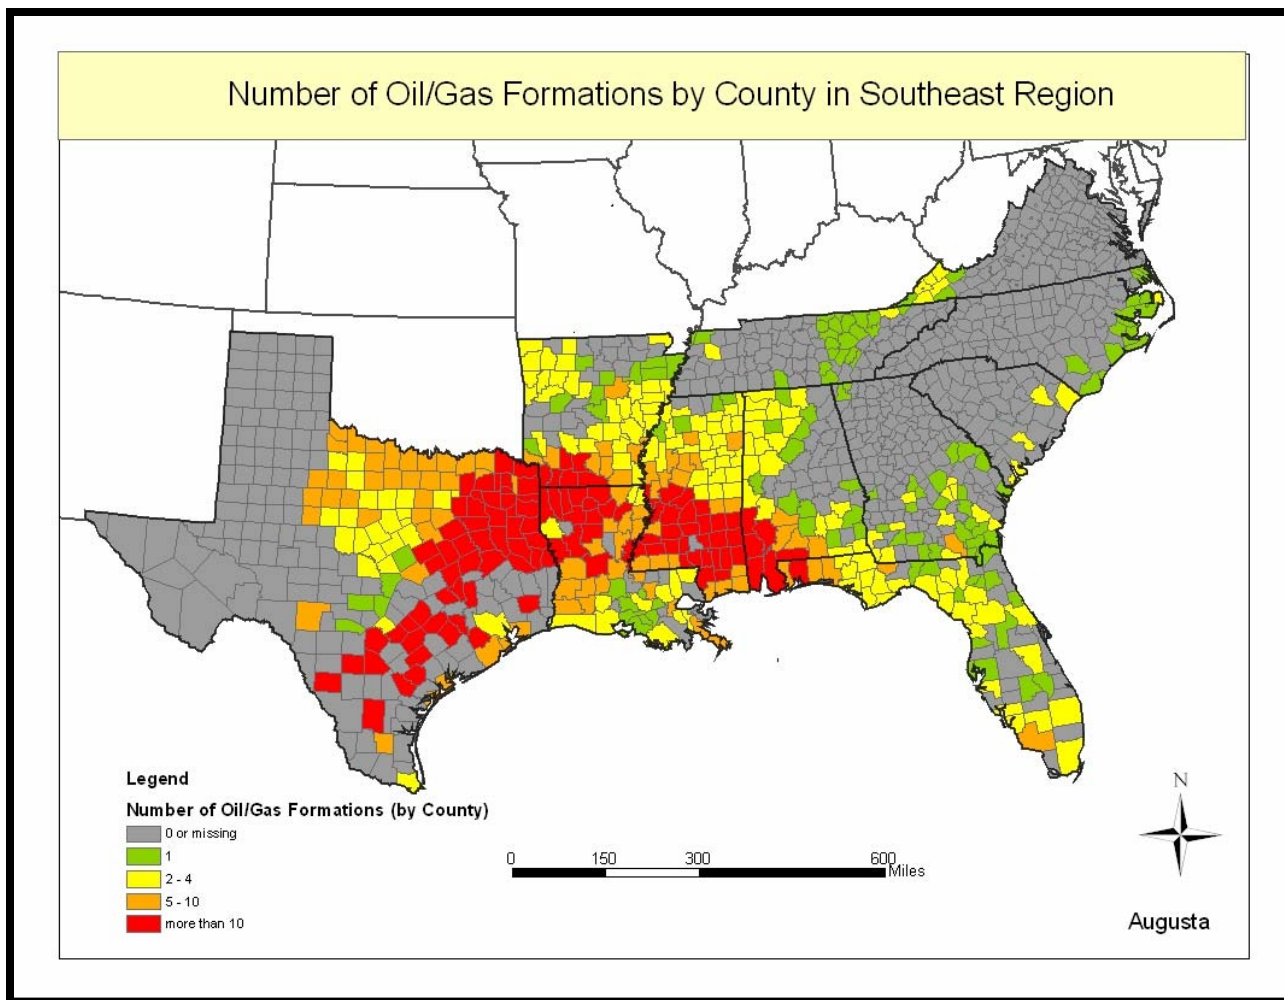 Number of Oil/Gas Formations by County in Southeast Region
Legend
Number of Oil/Gas Formations (by County)
0 or missing
1
2 - 4
5 - 10
more than 10
0 150 300 600
Miles
N
Augusta